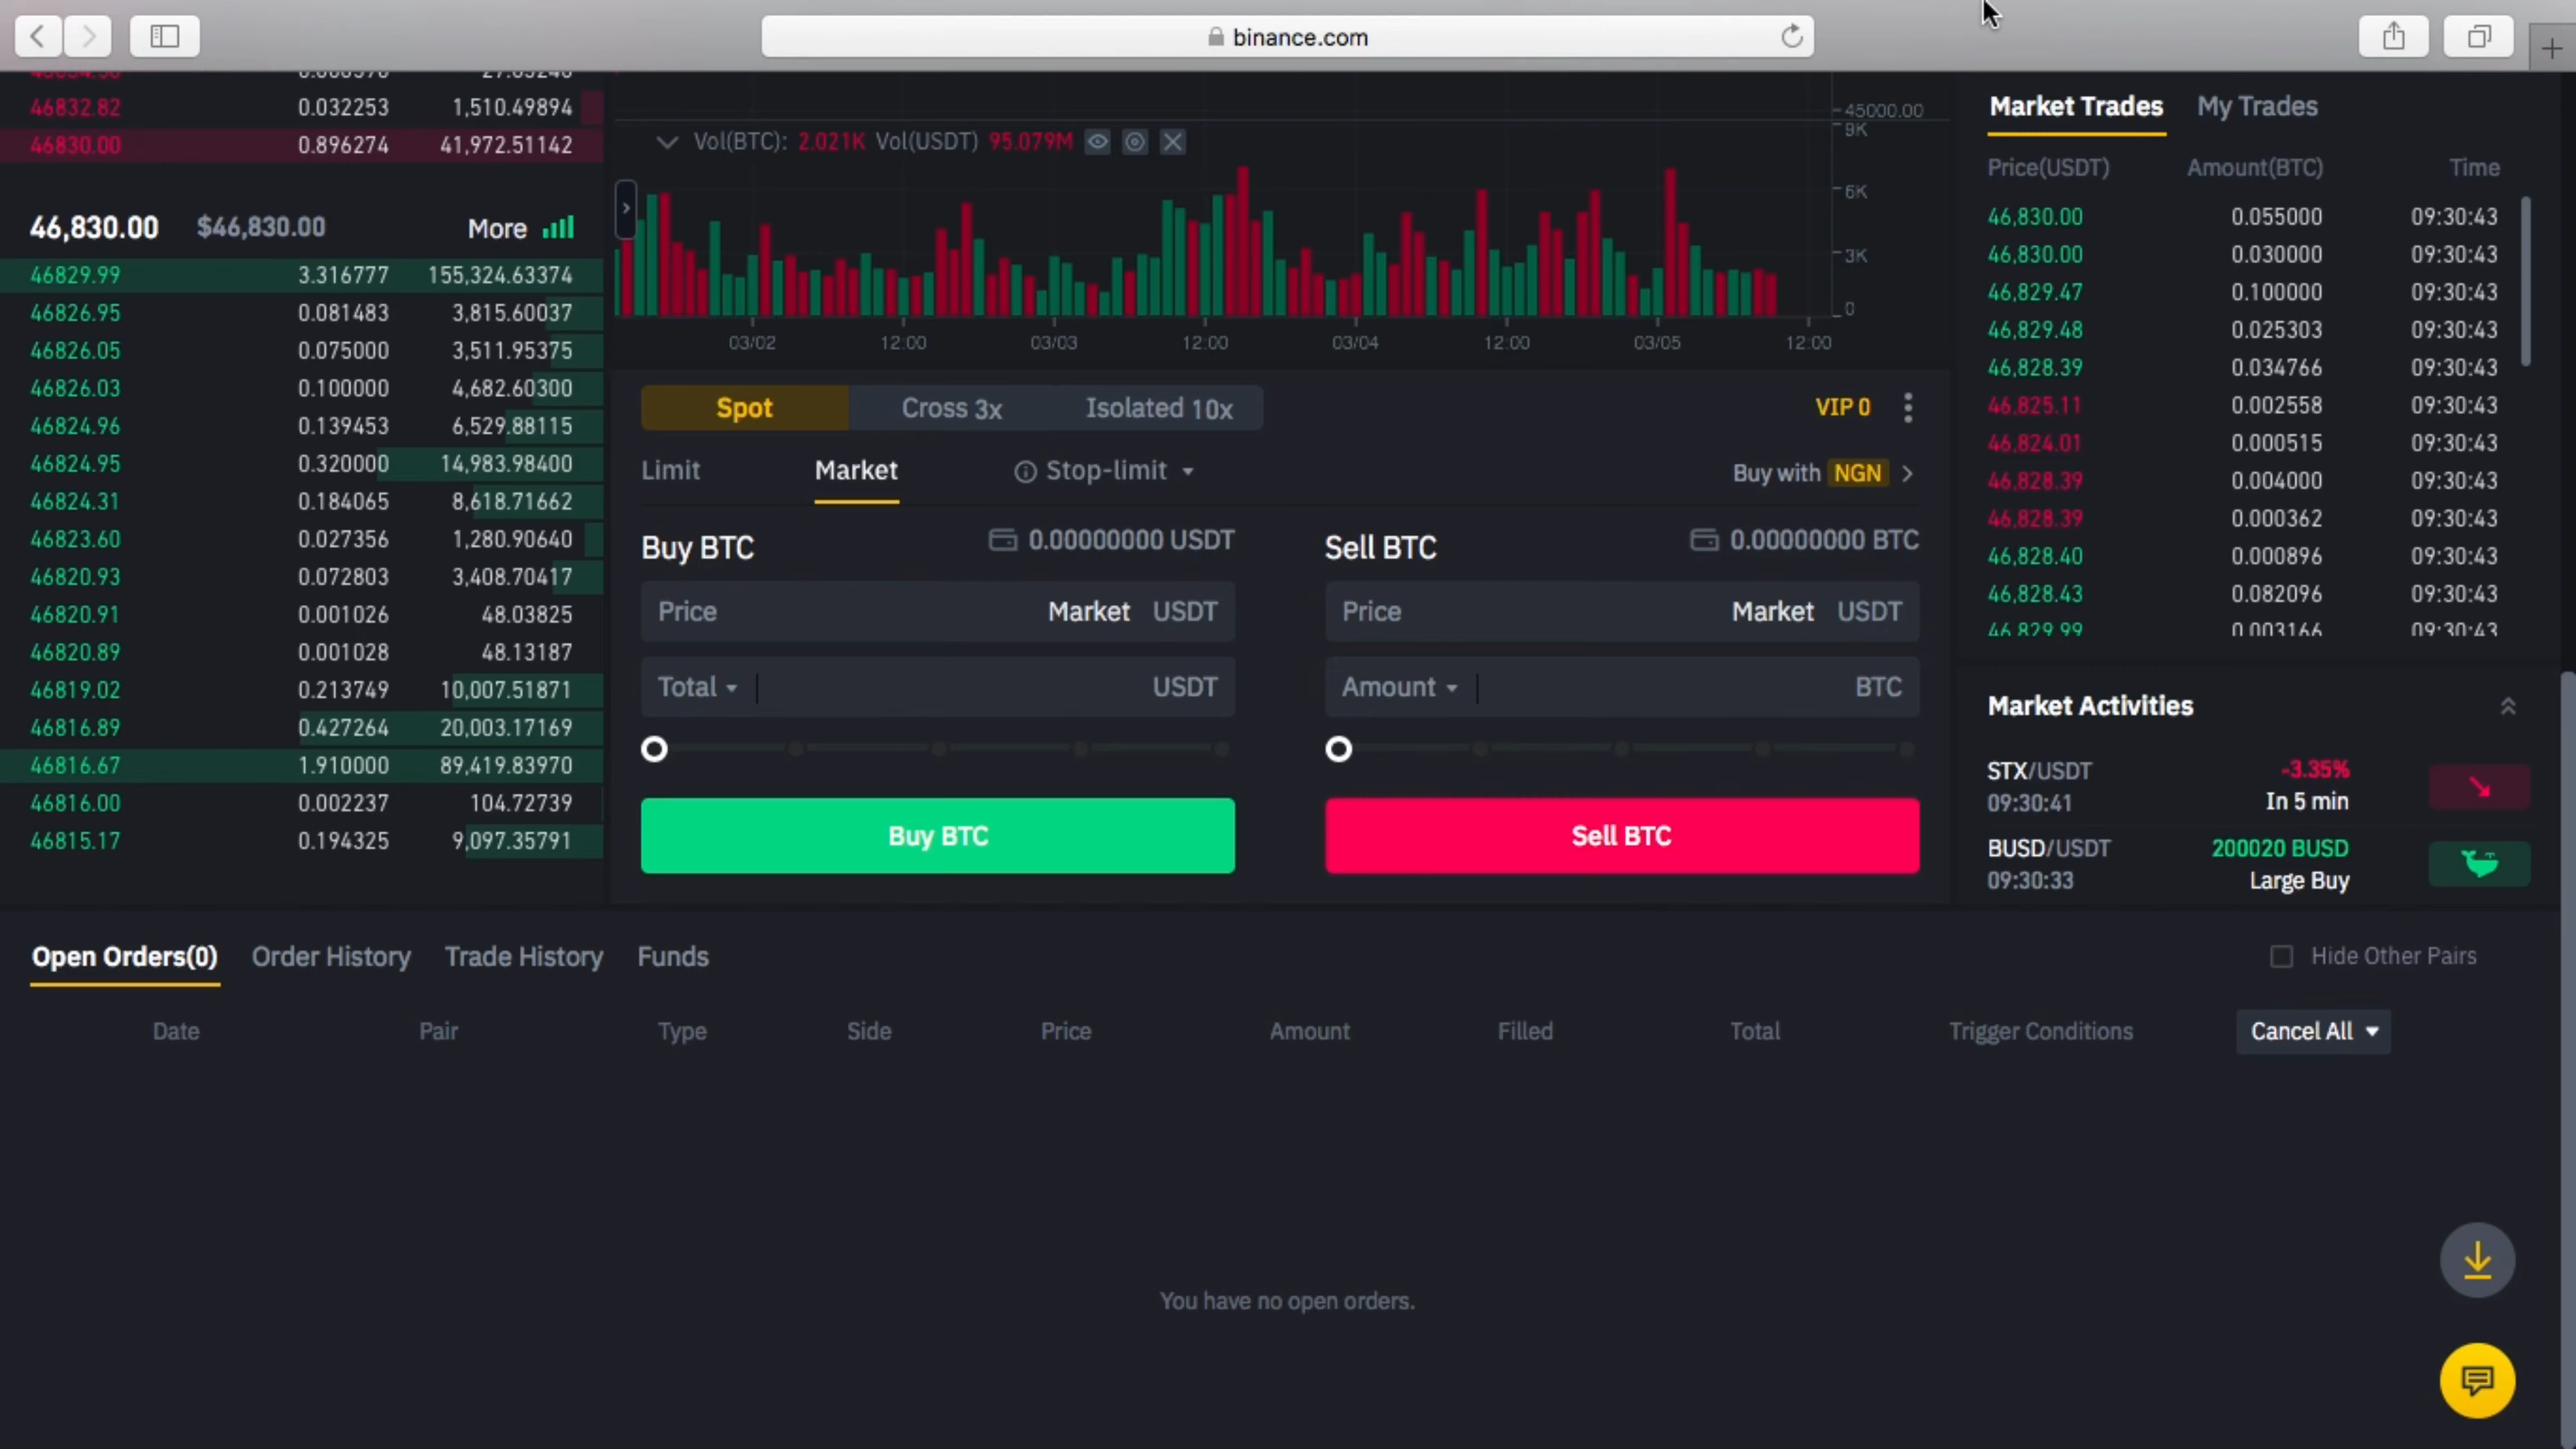 binance.com
46832.82 0.032253 1,510.49894
46830.00 0.896274 41,972.51142
46,830.00 $46,830.00 More
46829.99 3.316777 155,324.63374
46826.95 0.081483 3,815.60037
46826.05 0.075000 3,511.95375
46826.03 0.100000 4,682.60300
46824.96 0.139453 6,529.88115
46824.95 0.320000 14,983.98400
46824.31 0.184065 8,618.71662
46823.60 0.027356 1,280.90640
46820.93 0.072803 3,408.70417
46820.91 0.001026 48.03825
46820.89 0.001028 48.13187
46819.02 0.213749 10,007.51871
46816.89 0.427264 20,003.17169
46816.67 1.910000 89,419.83970
46816.00 0.002237 104.72739
46815.17 0.194325 9,097.35791
45000.00
Vol(BTC): 2.021K Vol(USDT) 95.079M
9K
6K
3K
0
03/02 12:00 03/03 12:00 03/04 12:00 03/05 12:00
Spot Cross 3x Isolated 10x VIP 0
Limit Market Stop-limit Buy with NGN
Buy BTC 0.00000000 USDT
Price Market USDT
Total USDT
Buy BTC
Sell BTC 0.00000000 BTC
Price Market USDT
Amount BTC
Sell BTC
Market Trades My Trades
Price(USDT) Amount(BTC) Time
46,830.00 0.055000 09:30:43
46,830.00 0.030000 09:30:43
46,829.47 0.100000 09:30:43
46,829.48 0.025303 09:30:43
46,828.39 0.034766 09:30:43
46,825.11 0.002558 09:30:43
46,824.01 0.000515 09:30:43
46,828.39 0.004000 09:30:43
46,828.39 0.000362 09:30:43
46,828.40 0.000896 09:30:43
46,828.43 0.082096 09:30:43
46,829.99 0.003166 09:30:43
Market Activities
STX/USDT -3.35%
09:30:41 In 5 min
BUSD/USDT 200020 BUSD
09:30:33 Large Buy
Open Orders(0) Order History Trade History Funds Hide Other Pairs
Date Pair Type Side Price Amount Filled Total Trigger Conditions Cancel All
You have no open orders.